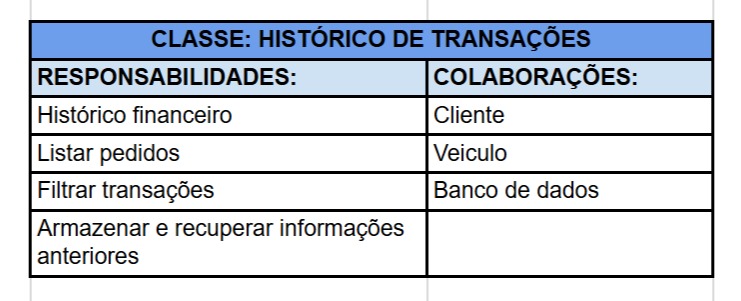 CLASSE: HISTÓRICO DE TRANSAÇÕES
RESPONSABILIDADES: COLABORAÇÕES:
Histórico financeiro Cliente
Listar pedidos Veiculo
Filtrar transações Banco de dados
Armazenar e recuperar informações
anteriores